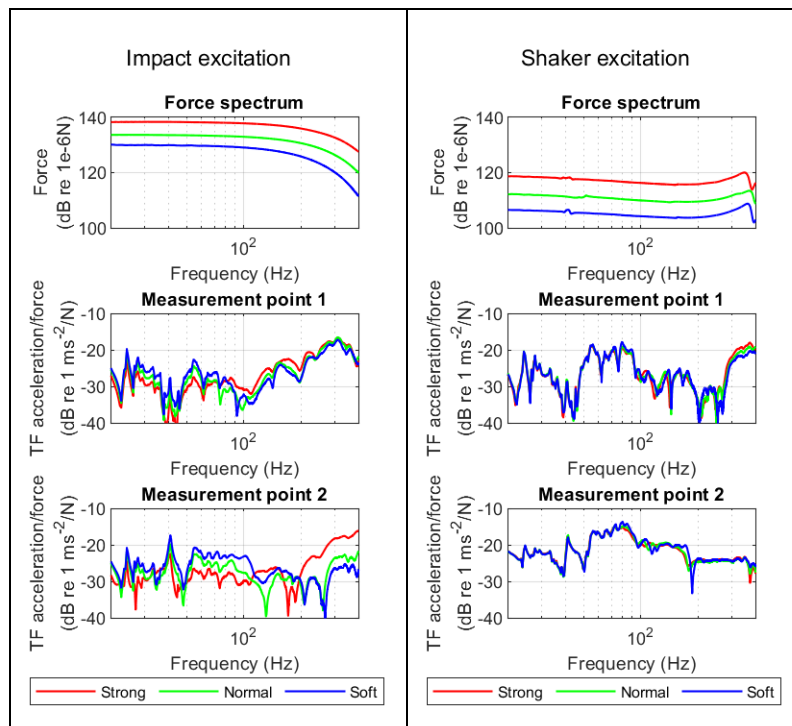 Impact excitation
Force spectrum
140
120
100
Force
(dB re 1e-6N)
10²
Frequency (Hz)
Measurement point 1
-10
-20
-30
-40
TF acceleration/force
(dB re 1 ms⁻²/N)
10²
Frequency (Hz)
Measurement point 2
-10
-20
-30
-40
TF acceleration/force
(dB re 1 ms⁻²/N)
10²
Frequency (Hz)
Strong Normal Soft
Shaker excitation
Force spectrum
140
120
100
Force
(dB re 1e-6N)
10²
Frequency (Hz)
Measurement point 1
-10
-20
-30
-40
TF acceleration/force
(dB re 1 ms⁻²/N)
10²
Frequency (Hz)
Measurement point 2
-10
-20
-30
-40
TF acceleration/force
(dB re 1 ms⁻²/N)
10²
Frequency (Hz)
Strong Normal Soft